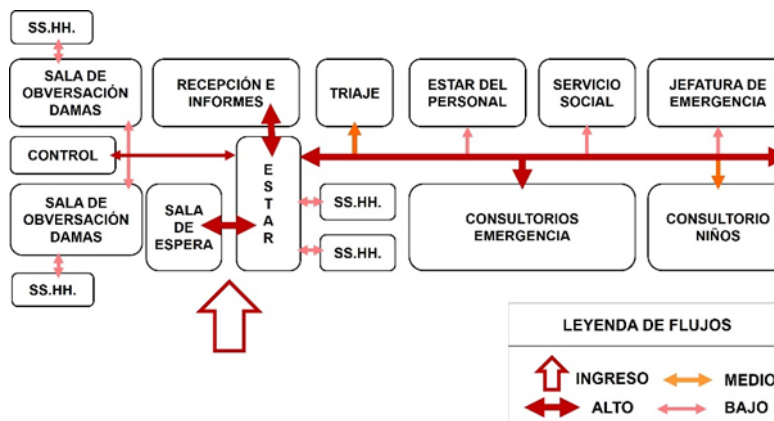 SS.HH.
SALA DE
OBVERSACIÓN
DAMAS
RECEPCIÓN E
INFORMES
TRIAJE
ESTAR DEL
PERSONAL
SERVICIO
SOCIAL
JEFATURA DE
EMERGENCIA
CONTROL
ESTAR
SALA DE
OBVERSACIÓN
DAMAS
SALA
DE
ESPERA
SS.HH.
SS.HH.
CONSULTORIOS
EMERGENCIA
CONSULTORIO
NIÑOS
SS.HH.
LEYENDA DE FLUJOS
INGRESO
MEDIO
ALTO
BAJO